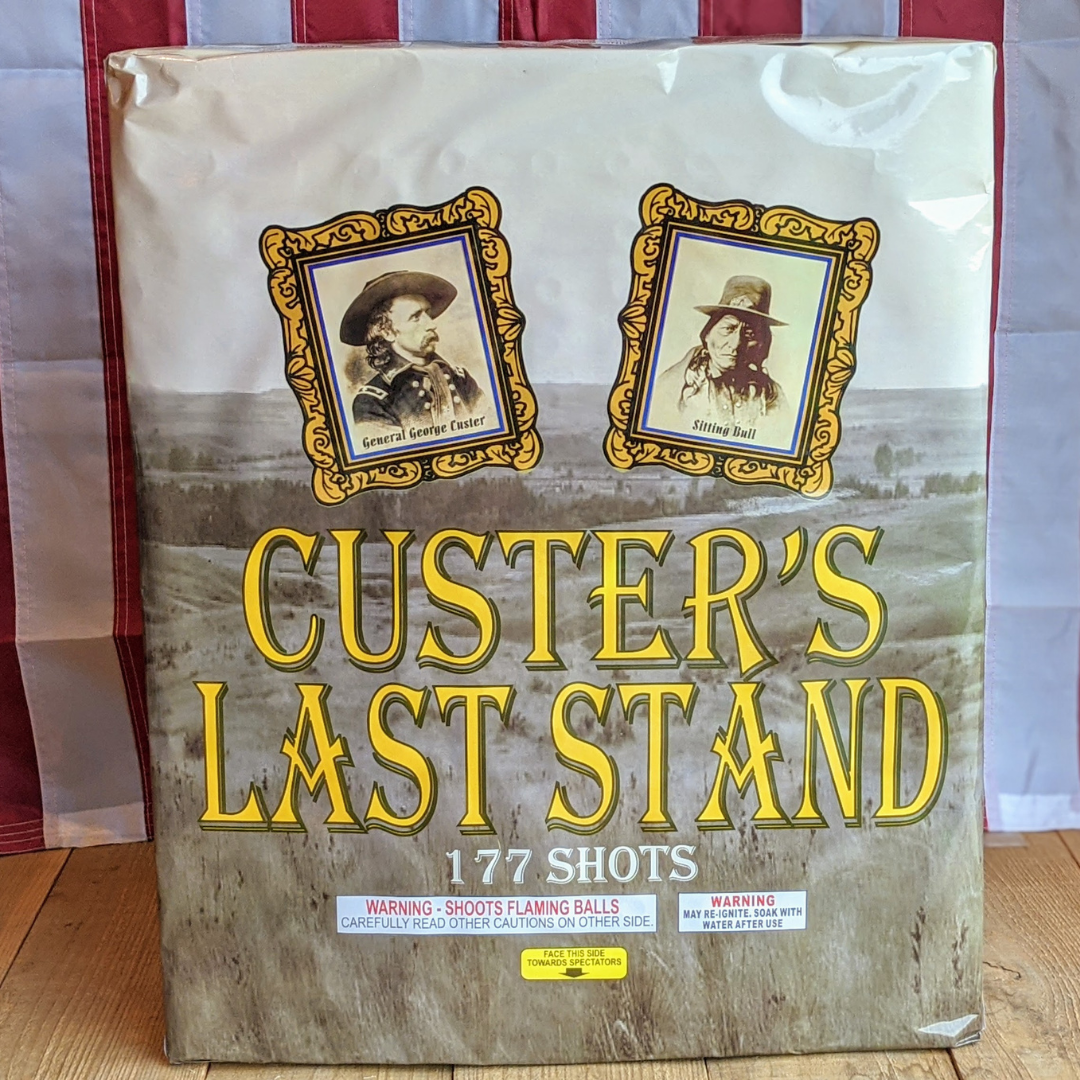 General George Custer
Sitting Bull
CUSTER'S
LAST STAND
177 SHOTS
WARNING - SHOOTS FLAMING BALLS
CAREFULLY READ OTHER CAUTIONS ON OTHER SIDE.
WARNING
MAY RE-IGNITE. SOAK WITH
WATER AFTER USE
FACE THIS SIDE
TOWARDS SPECTATORS